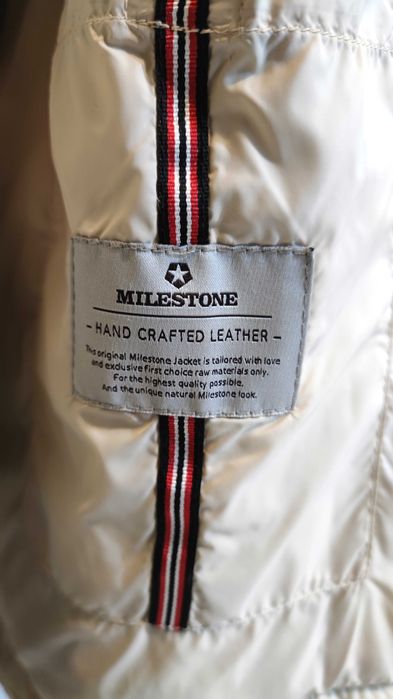 MILESTONE
- HAND CRAFTED LEATHER -
This original Milestone Jacket is tailored with love
and exclusive first choice raw materials only.
For the highest quality possible,
And the unique natural Milestone look.